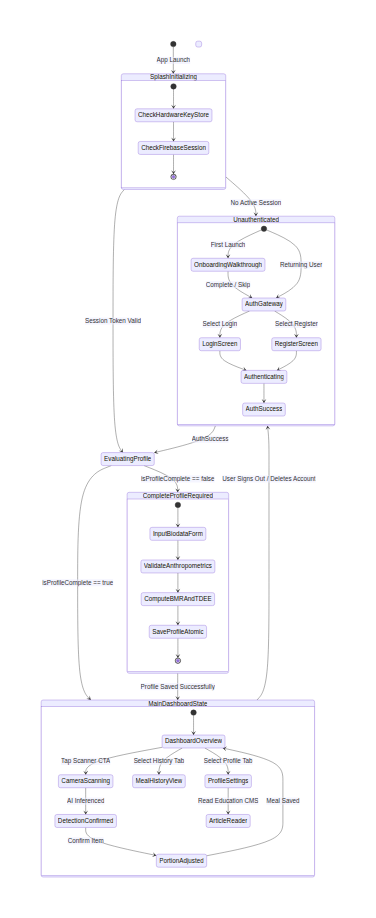 App Launch
SplashInitializing
CheckHardwareKeyStore
CheckFirebaseSession
No Active Session
Unauthenticated
First Launch
OnboardingWalkthrough
Returning User
Complete / Skip
AuthGateway
Session Token Valid
Select Login
Select Register
LoginScreen
RegisterScreen
Authenticating
AuthSuccess
AuthSuccess
EvaluatingProfile
isProfileComplete == false
User Signs Out / Deletes Account
CompleteProfileRequired
InputBiodataForm
ValidateAnthropometrics
isProfileComplete == true
ComputeBMRAndTDEE
SaveProfileAtomic
Profile Saved Successfully
MainDashboardState
DashboardOverview
Tap Scanner CTA
Select History Tab
Select Profile Tab
CameraScanning
MealHistoryView
ProfileSettings
AI Inferenced
Read Education CMS
Meal Saved
DetectionConfirmed
ArticleReader
Confirm Item
PortionAdjusted